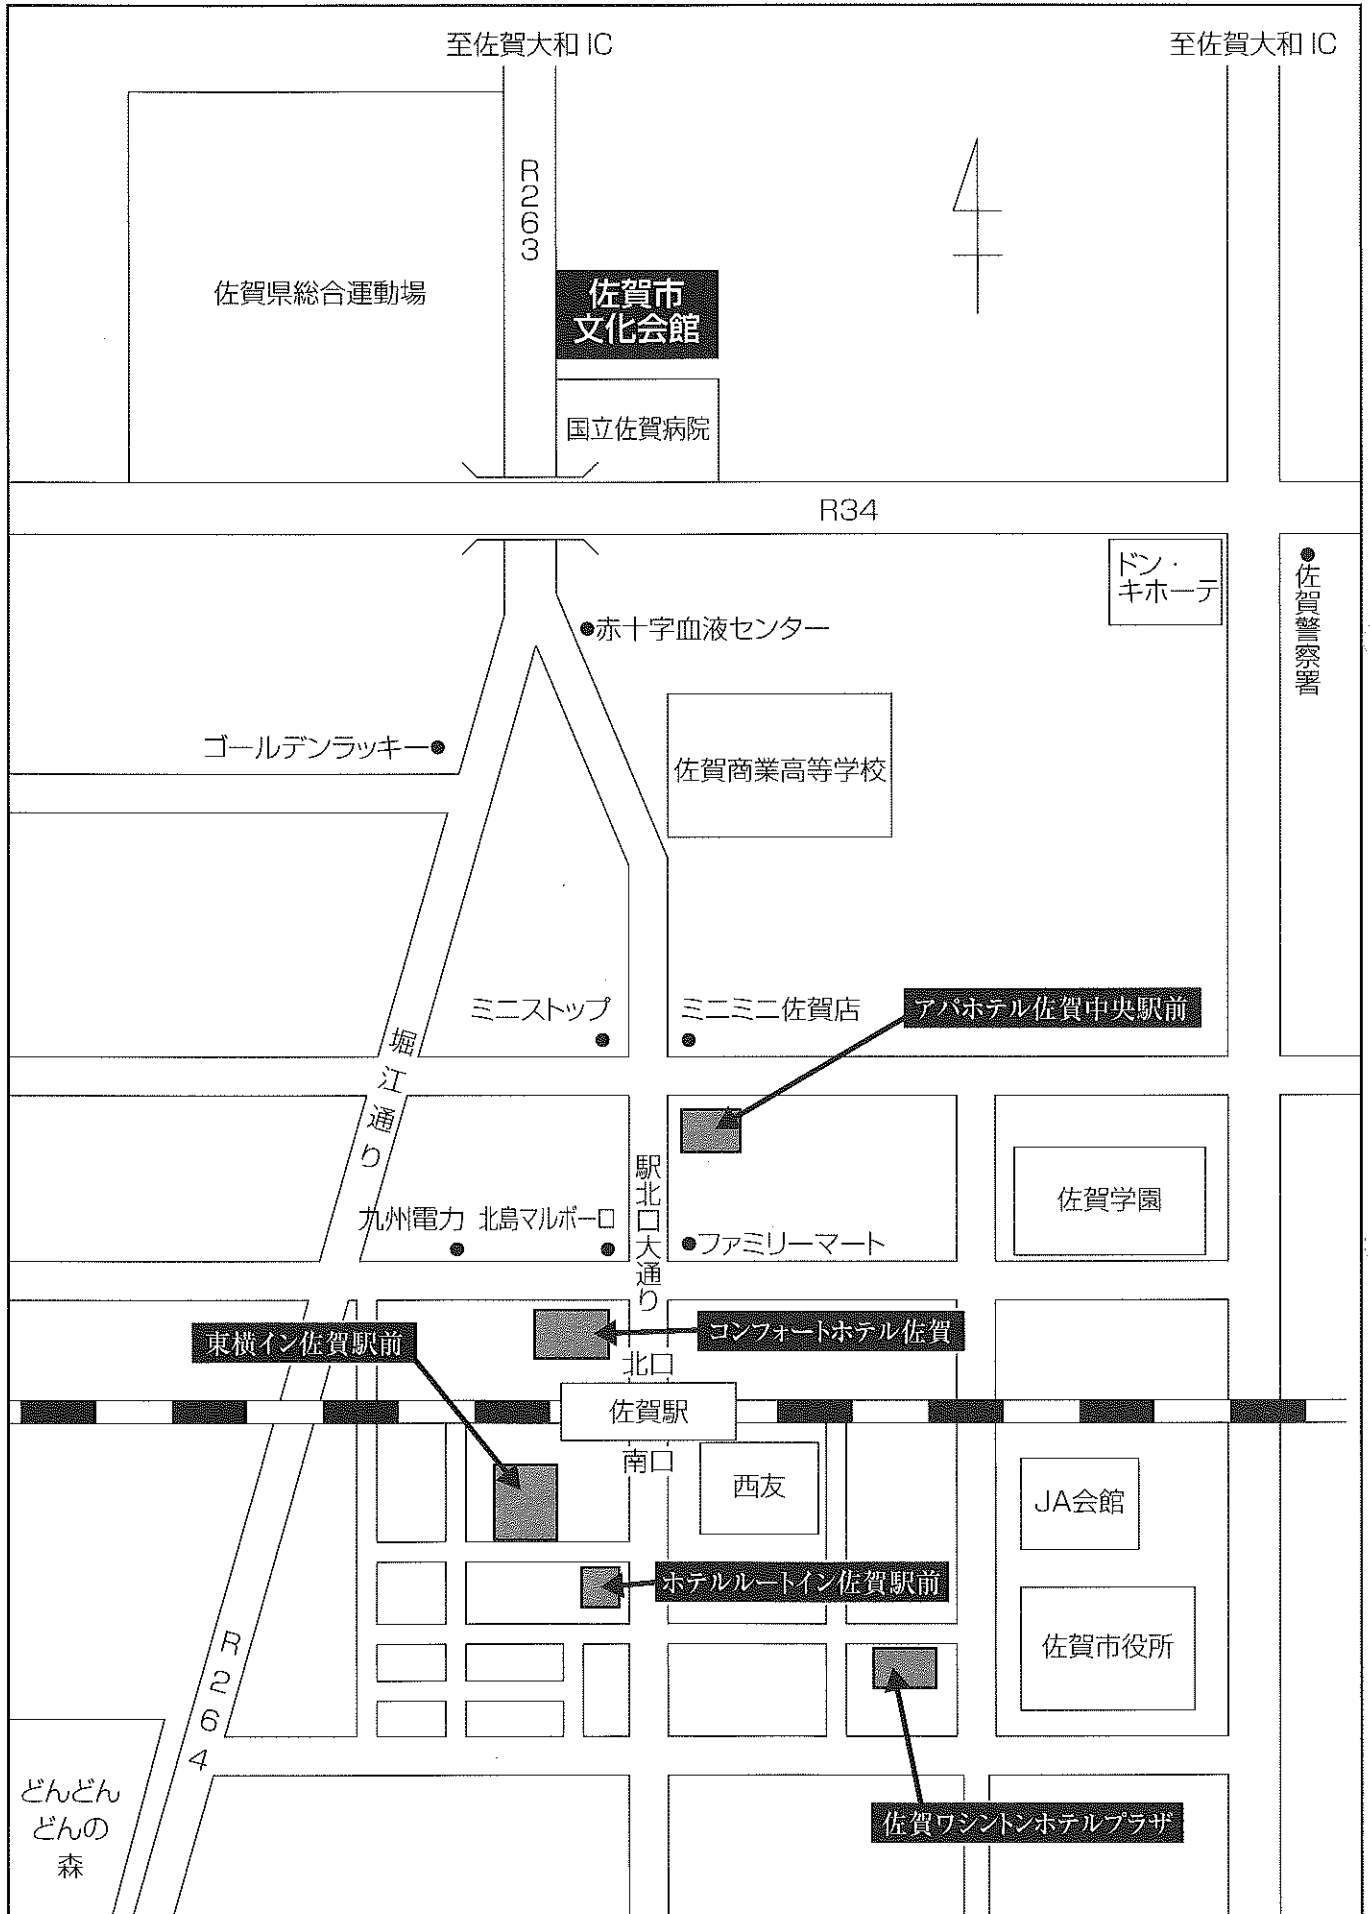 至佐賀大和 IC
至佐賀大和 IC
R263
佐賀県総合運動場
佐賀市
文化会館
国立佐賀病院
R34
ドン・
キホーテ
佐賀警察署
赤十字血液センター
ゴールデンラッキー
佐賀商業高等学校
ミニストップ
ミニミニ佐賀店
アパホテル佐賀中央駅前
堀江通り
駅北口大通り
佐賀学園
九州電力
北島マルボーロ
ファミリーマート
東横イン佐賀駅前
コンフォートホテル佐賀
北口
佐賀駅
南口
西友
JA会館
ホテルルートイン佐賀駅前
佐賀市役所
R264
どんどん
どんの
森
佐賀ワシントンホテルプラザ